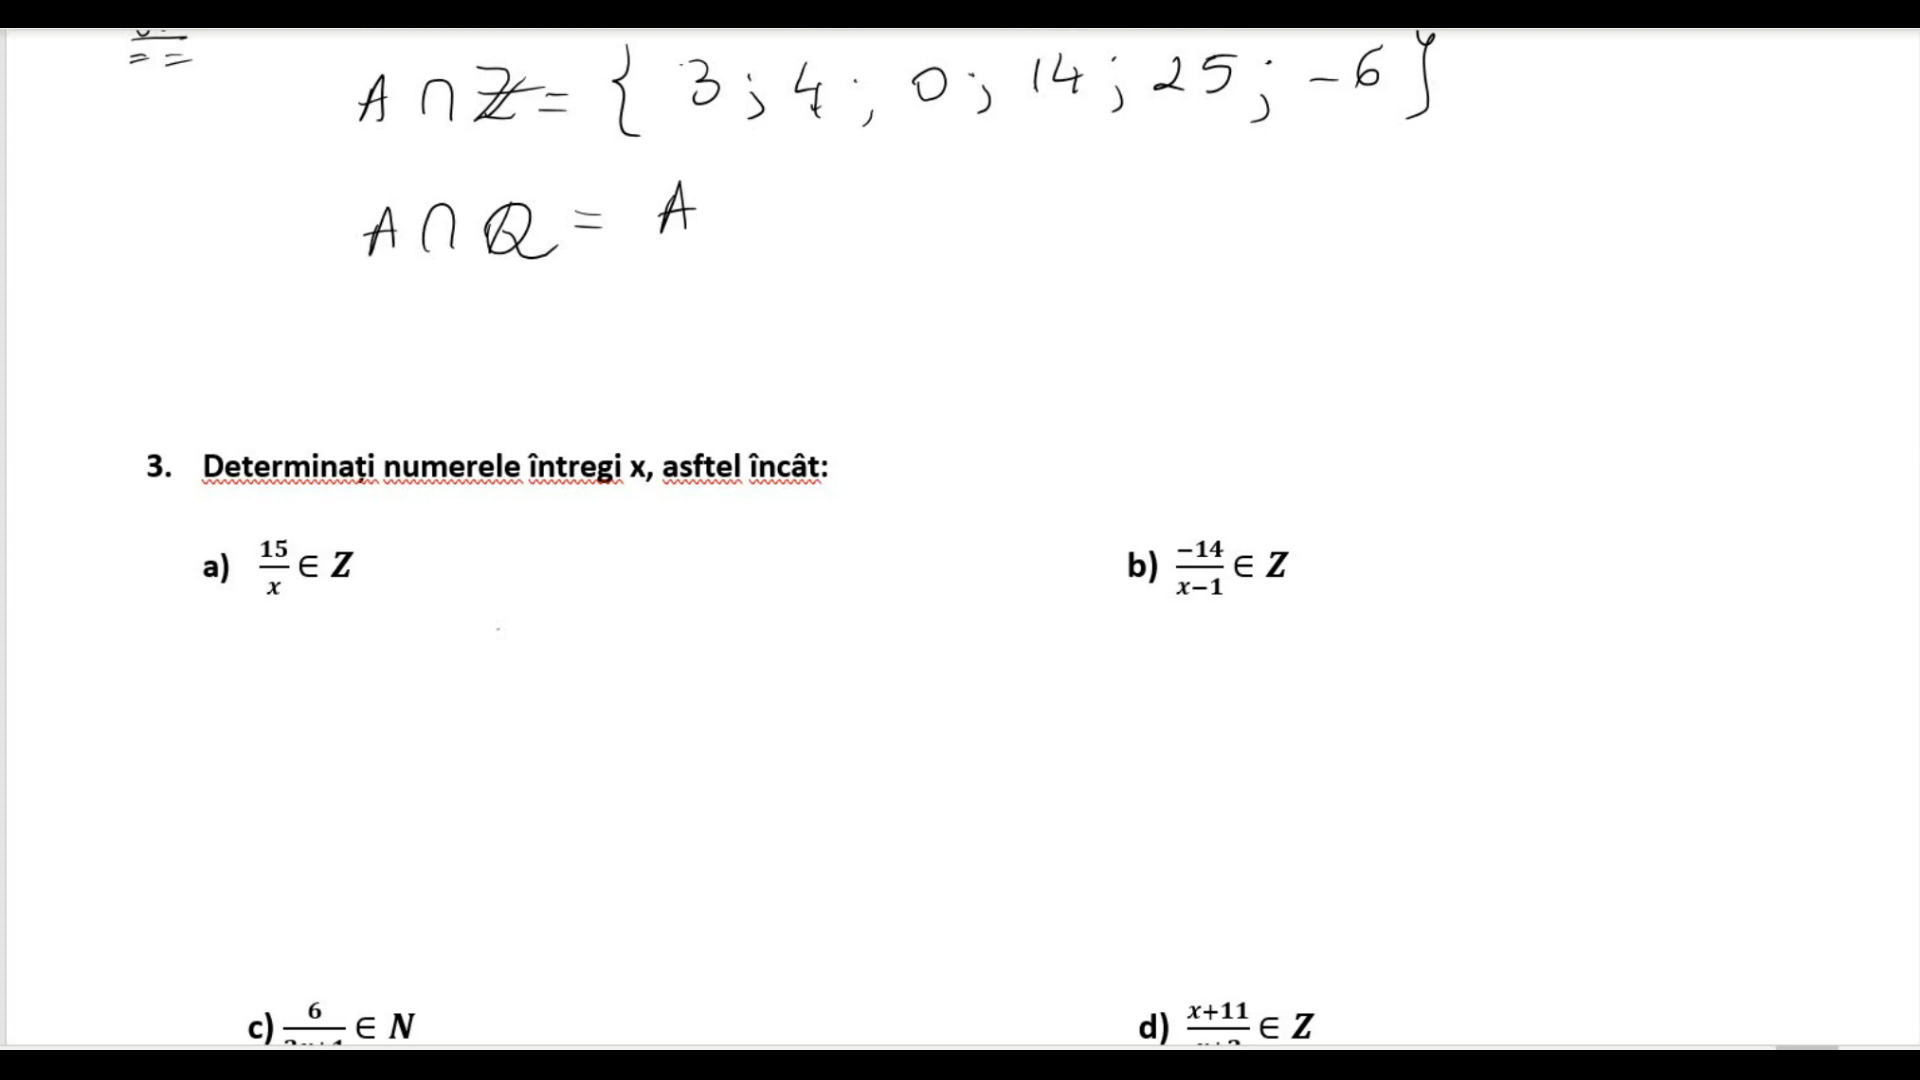 A ∩ Z = { 3 ; 4 ; 0 ; 14 ; 25 ; -6 }
A ∩ Q = A
3. Determinați numerele întregi x, asftel încât:
a) 15/x ∈ Z
b) −14/x−1 ∈ Z
c) 6 ∈ N
d) x+11 ∈ Z